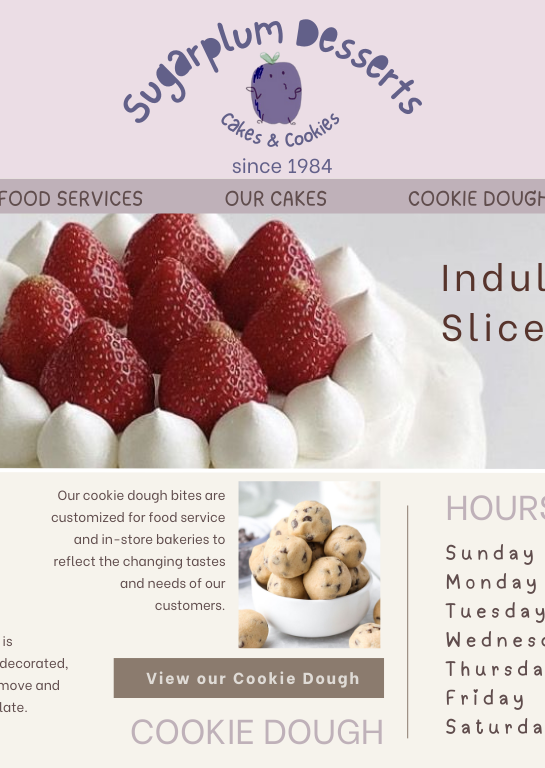 Sugarplum Desserts
Cakes & Cookies
since 1984
FOOD SERVICES
OUR CAKES
COOKIE DOUGH
Indul
Slice
Our cookie dough bites are
customized for food service
and in-store bakeries to
reflect the changing tastes
and needs of our
customers.
is
decorated,
move and
late.
View our Cookie Dough
COOKIE DOUGH
HOURS
Sunday
Monday
Tuesday
Wednesd
Thursda
Friday
Saturda